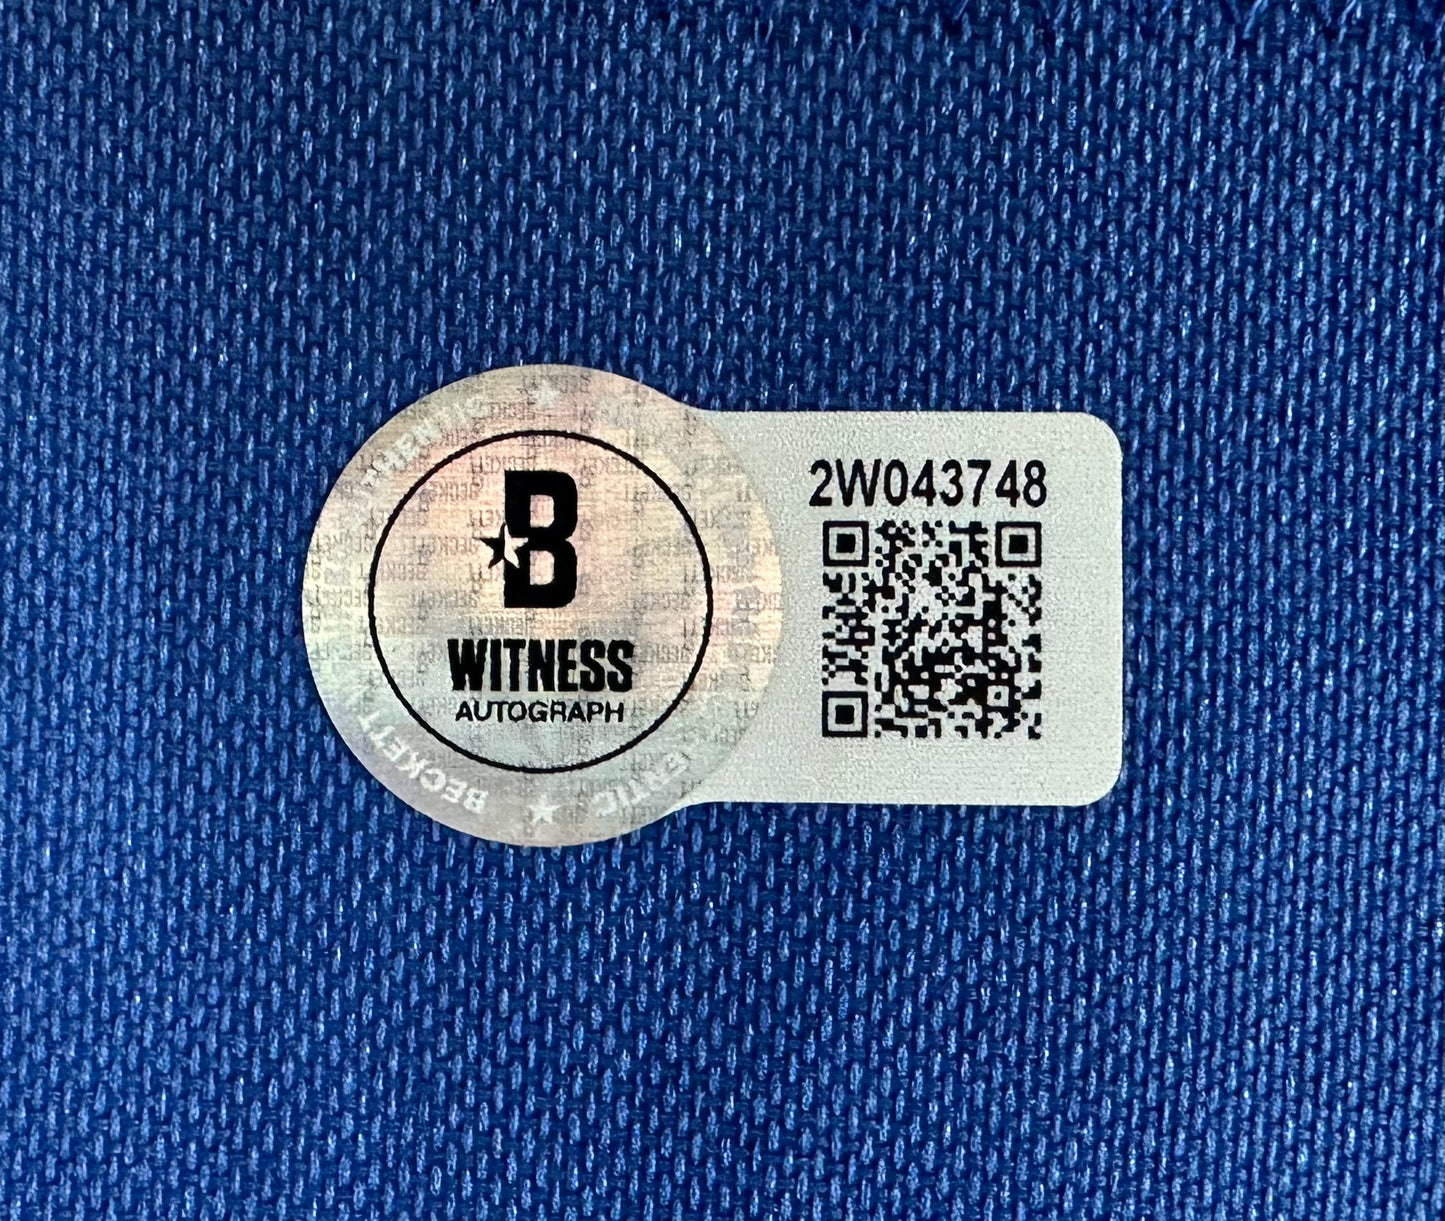 B
WITNESS
AUTOGRAPH
2W043748
BECKETT